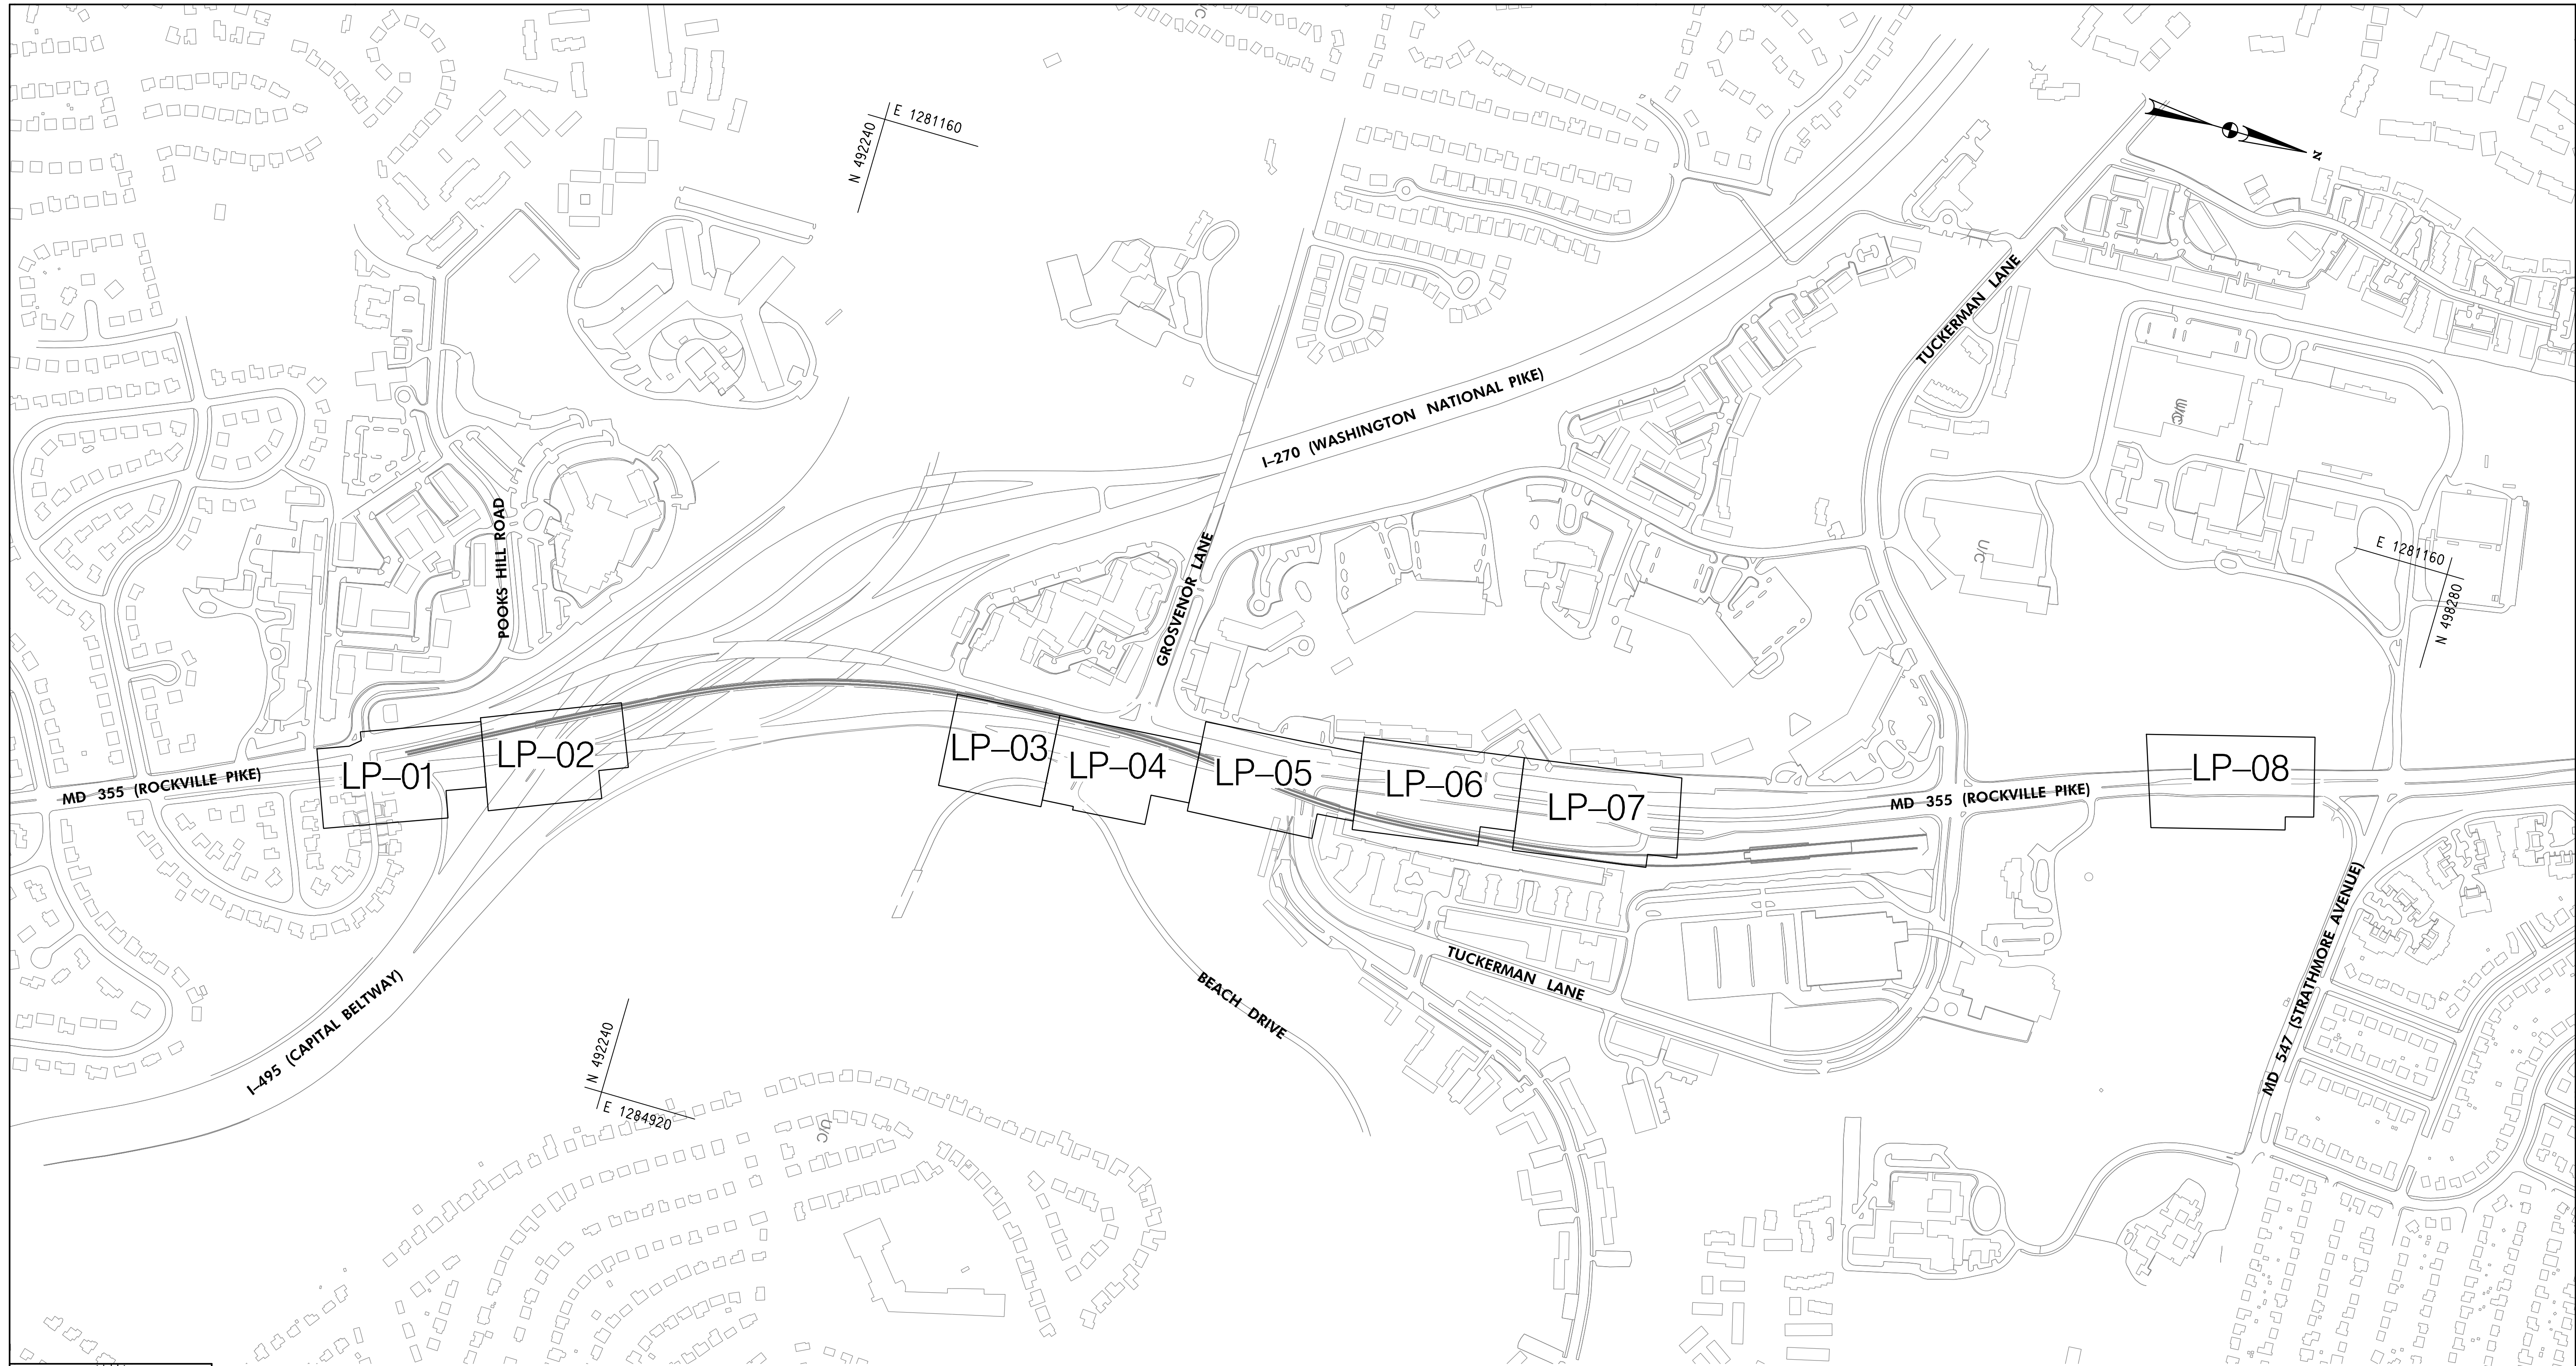 U/C
E 1281160
N 492240
N
TUCKERMAN LANE
I-270 (WASHINGTON NATIONAL PIKE)
U/C
POOKS HILL ROAD
GROSVENOR LANE
U/C
E 1281160
N 498280
LP-01
LP-02
LP-03
LP-04
LP-05
LP-06
LP-07
LP-08
MD 355 (ROCKVILLE PIKE)
MD 355 (ROCKVILLE PIKE)
TUCKERMAN LANE
BEACH DRIVE
I-495 (CAPITAL BELTWAY)
MD 547 (STRATHMORE AVENUE)
N 492240
E 1284920
U/C